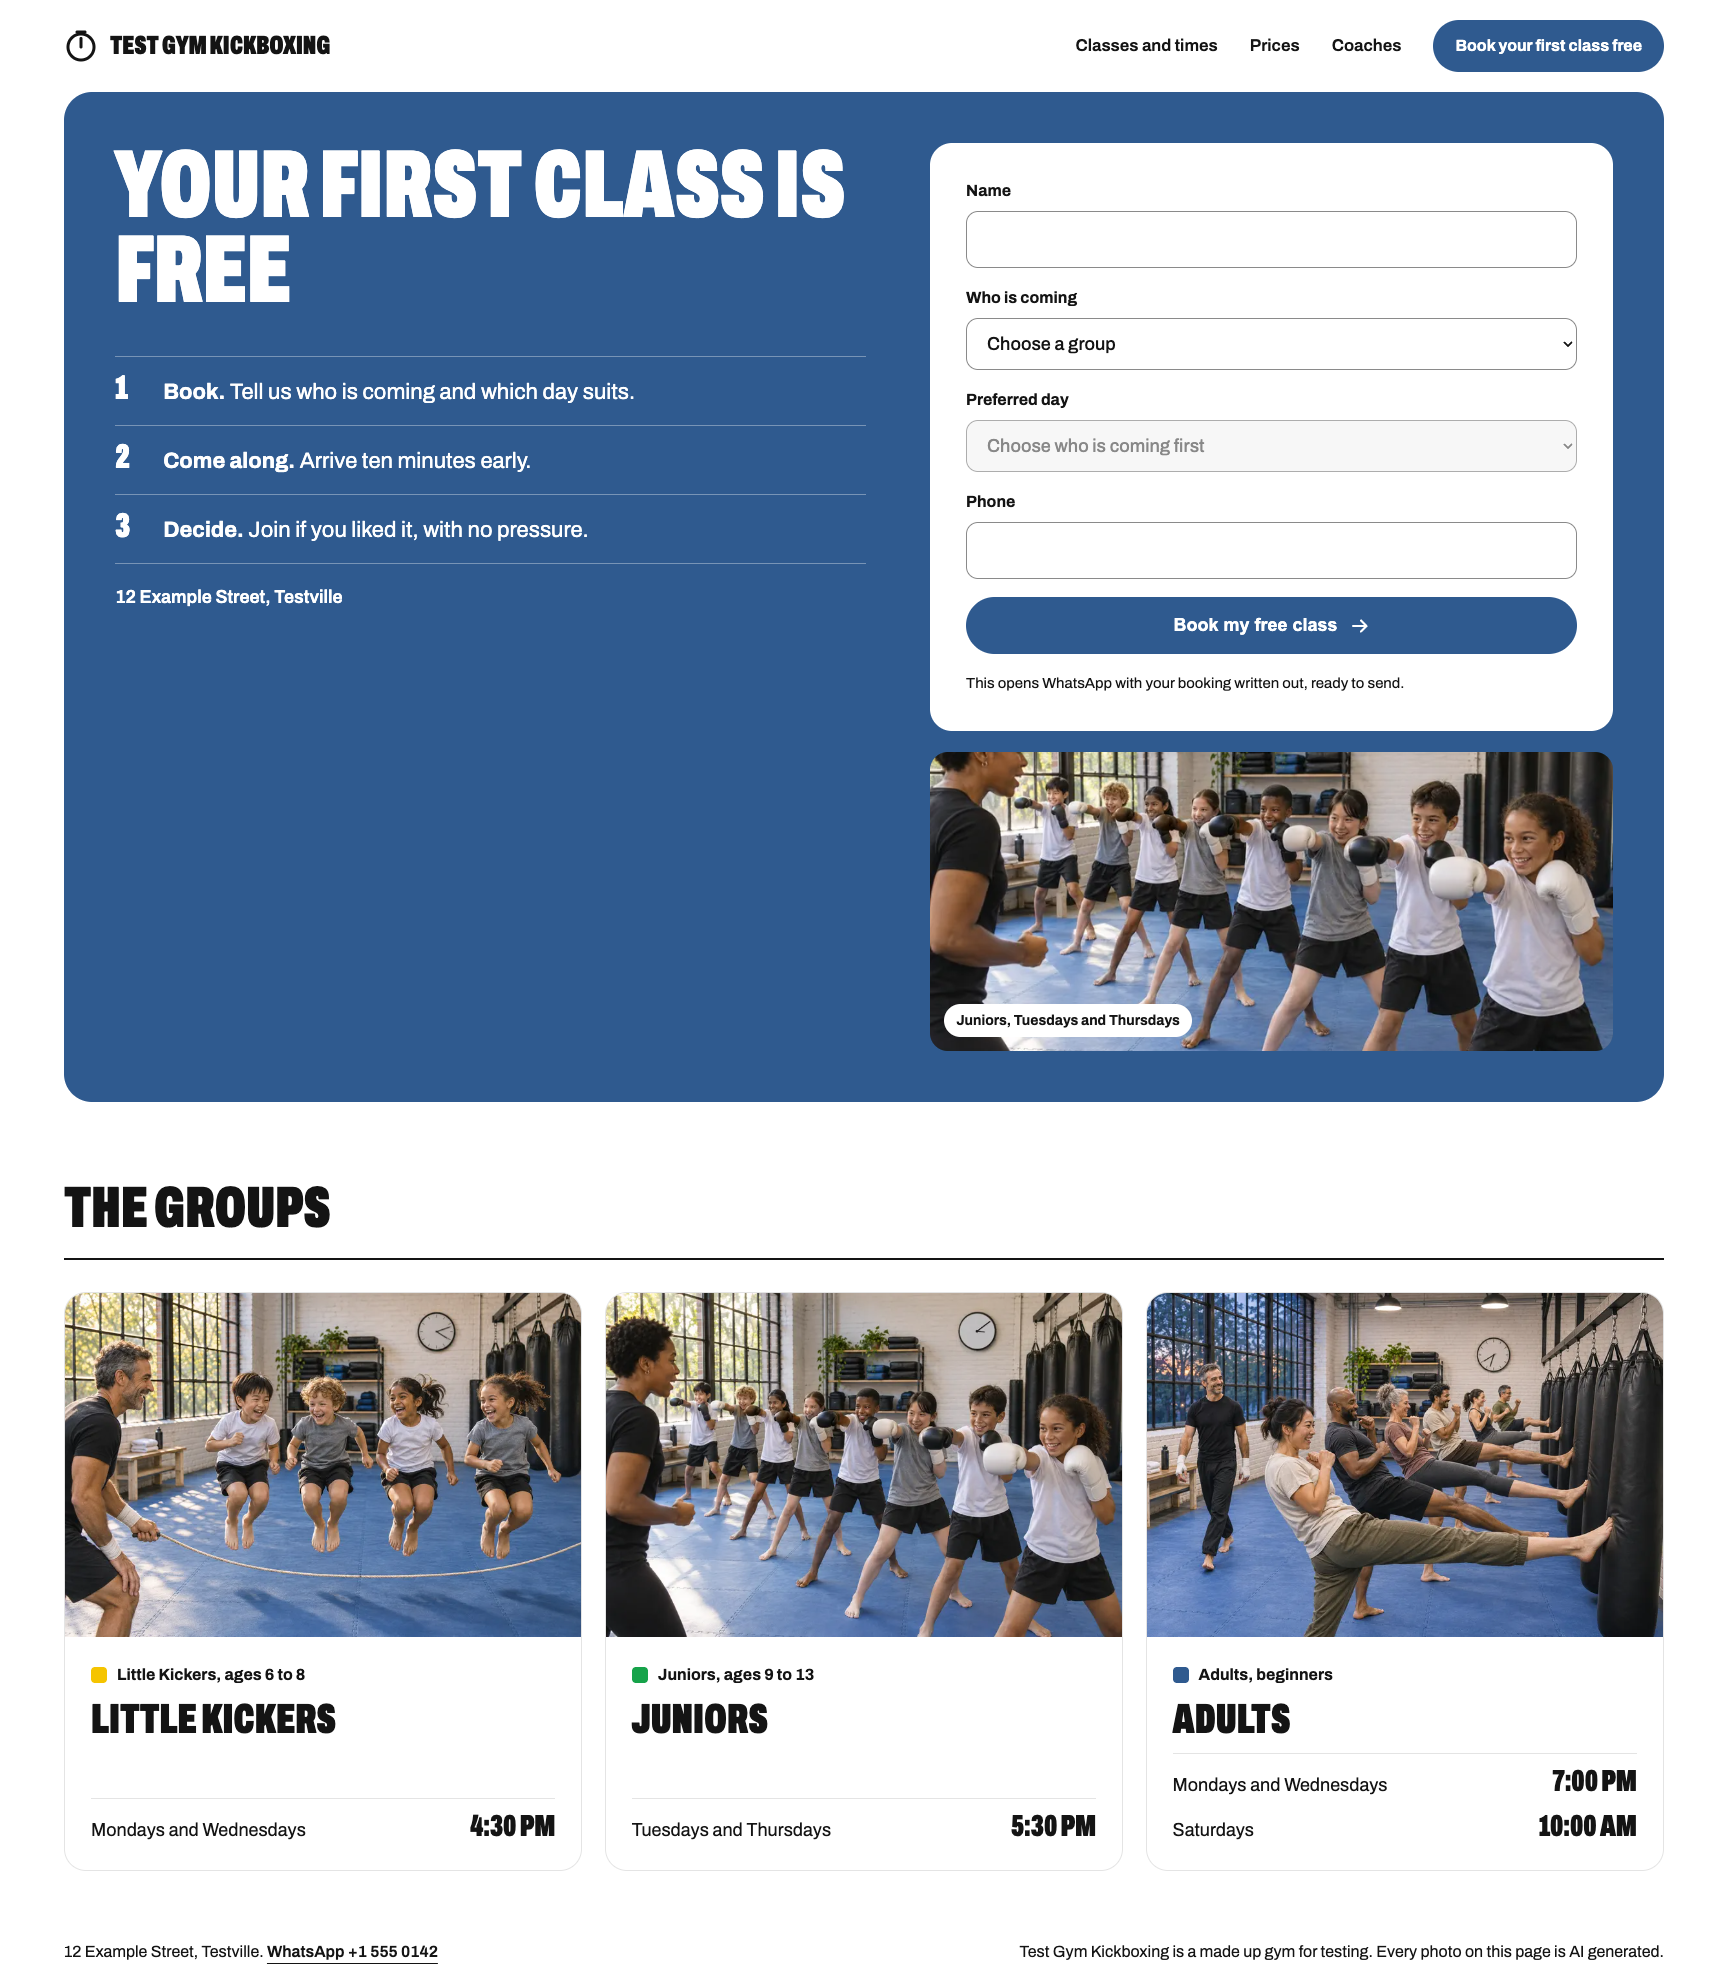 TEST GYM KICKBOXING
Classes and times
Prices
Coaches
Book your first class free
YOUR FIRST CLASS IS
FREE
1 Book. Tell us who is coming and which day suits.
2 Come along. Arrive ten minutes early.
3 Decide. Join if you liked it, with no pressure.
12 Example Street, Testville
Name
Who is coming
Choose a group
Preferred day
Choose who is coming first
Phone
Book my free class →
This opens WhatsApp with your booking written out, ready to send.
Juniors, Tuesdays and Thursdays
THE GROUPS
Little Kickers, ages 6 to 8
LITTLE KICKERS
Mondays and Wednesdays 4:30 PM
Juniors, ages 9 to 13
JUNIORS
Tuesdays and Thursdays 5:30 PM
Adults, beginners
ADULTS
Mondays and Wednesdays 7:00 PM
Saturdays 10:00 AM
12 Example Street, Testville. WhatsApp +1 555 0142
Test Gym Kickboxing is a made up gym for testing. Every photo on this page is AI generated.